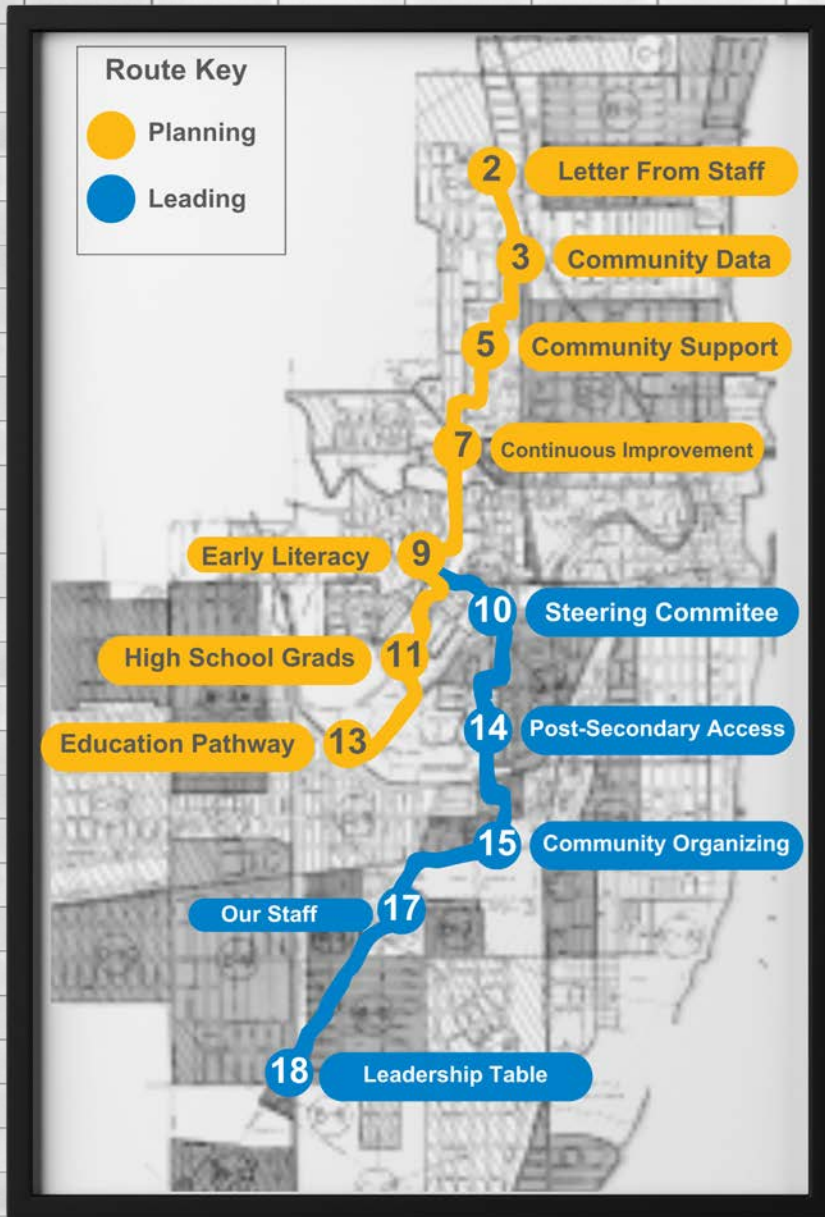 Route Key
Planning
Leading
2 Letter From Staff
3 Community Data
5 Community Support
7 Continuous Improvement
Early Literacy 9
10 Steering Commitee
High School Grads 11
14 Post-Secondary Access
Education Pathway 13
15 Community Organizing
Our Staff 17
18 Leadership Table